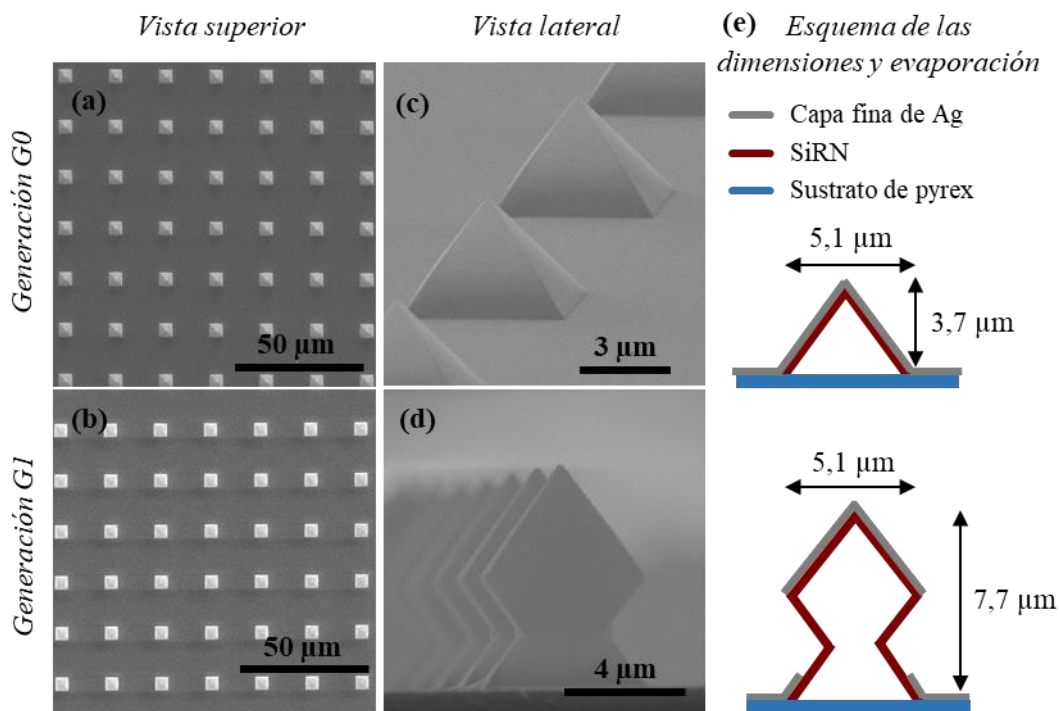 Vista superior
Vista lateral
(e) Esquema de las
dimensiones y evaporación
Generación G0
(a)
50 µm
(c)
3 µm
Capa fina de Ag
SiRN
Sustrato de pyrex
5,1 µm
3,7 µm
Generación G1
(b)
50 µm
(d)
4 µm
5,1 µm
7,7 µm